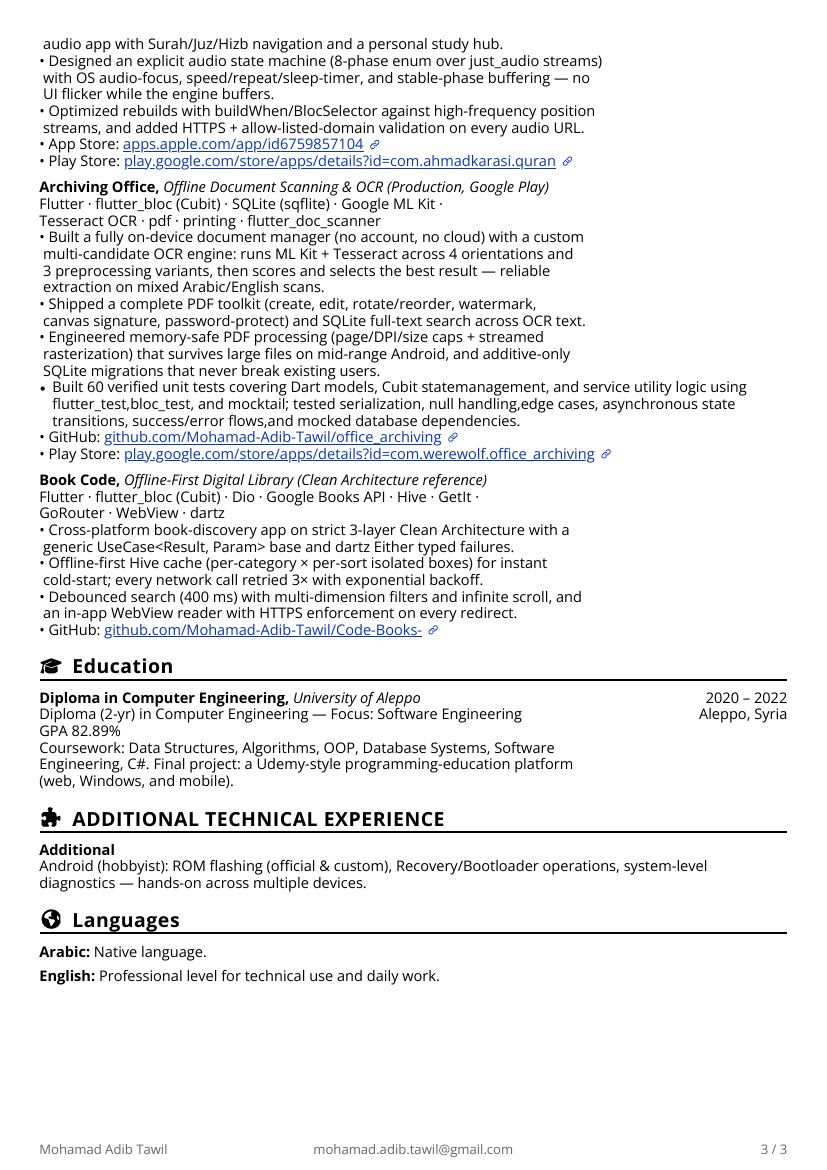 audio app with Surah/Juz/Hizb navigation and a personal study hub.
• Designed an explicit audio state machine (8-phase enum over just_audio streams)
with OS audio-focus, speed/repeat/sleep-timer, and stable-phase buffering — no
UI flicker while the engine buffers.
• Optimized rebuilds with buildWhen/BlocSelector against high-frequency position
streams, and added HTTPS + allow-listed-domain validation on every audio URL.
• App Store: apps.apple.com/app/id6759857104
• Play Store: play.google.com/store/apps/details?id=com.ahmadkarasi.quran
Archiving Office, Offline Document Scanning & OCR (Production, Google Play)
Flutter · flutter_bloc (Cubit) · SQLite (sqflite) · Google ML Kit ·
Tesseract OCR · pdf · printing · flutter_doc_scanner
• Built a fully on-device document manager (no account, no cloud) with a custom
multi-candidate OCR engine: runs ML Kit + Tesseract across 4 orientations and
3 preprocessing variants, then scores and selects the best result — reliable
extraction on mixed Arabic/English scans.
• Shipped a complete PDF toolkit (create, edit, rotate/reorder, watermark,
canvas signature, password-protect) and SQLite full-text search across OCR text.
• Engineered memory-safe PDF processing (page/DPI/size caps + streamed
rasterization) that survives large files on mid-range Android, and additive-only
SQLite migrations that never break existing users.
• Built 60 verified unit tests covering Dart models, Cubit statemanagement, and service utility logic using
flutter_test,bloc_test, and mocktail; tested serialization, null handling,edge cases, asynchronous state
transitions, success/error flows,and mocked database dependencies.
• GitHub: github.com/Mohamad-Adib-Tawil/office_archiving
• Play Store: play.google.com/store/apps/details?id=com.werewolf.office_archiving
Book Code, Offline-First Digital Library (Clean Architecture reference)
Flutter · flutter_bloc (Cubit) · Dio · Google Books API · Hive · GetIt ·
GoRouter · WebView · dartz
• Cross-platform book-discovery app on strict 3-layer Clean Architecture with a
generic UseCase<Result, Param> base and dartz Either typed failures.
• Offline-first Hive cache (per-category × per-sort isolated boxes) for instant
cold-start; every network call retried 3× with exponential backoff.
• Debounced search (400 ms) with multi-dimension filters and infinite scroll, and
an in-app WebView reader with HTTPS enforcement on every redirect.
• GitHub: github.com/Mohamad-Adib-Tawil/Code-Books-
Education
Diploma in Computer Engineering, University of Aleppo 2020 – 2022
Diploma (2-yr) in Computer Engineering — Focus: Software Engineering Aleppo, Syria
GPA 82.89%
Coursework: Data Structures, Algorithms, OOP, Database Systems, Software
Engineering, C#. Final project: a Udemy-style programming-education platform
(web, Windows, and mobile).
ADDITIONAL TECHNICAL EXPERIENCE
Additional
Android (hobbyist): ROM flashing (official & custom), Recovery/Bootloader operations, system-level
diagnostics — hands-on across multiple devices.
Languages
Arabic: Native language.
English: Professional level for technical use and daily work.
Mohamad Adib Tawil mohamad.adib.tawil@gmail.com 3 / 3